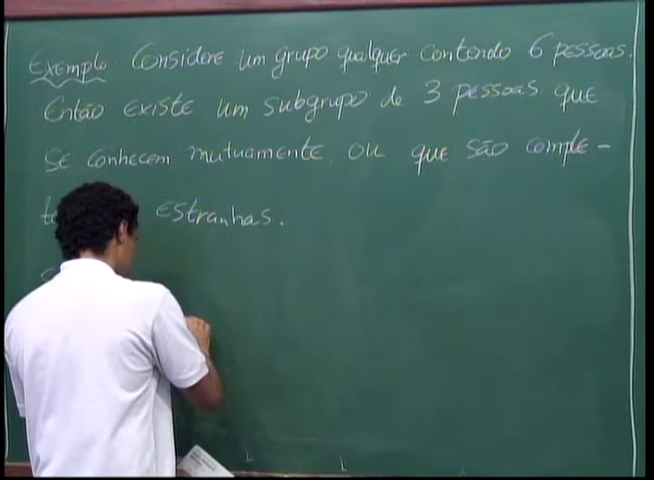 Exemplo: Considere um grupo qualquer contendo 6 pessoas.
Então existe um subgrupo de 3 pessoas que
se conhecem mutuamente ou que são comple-
estranhas.